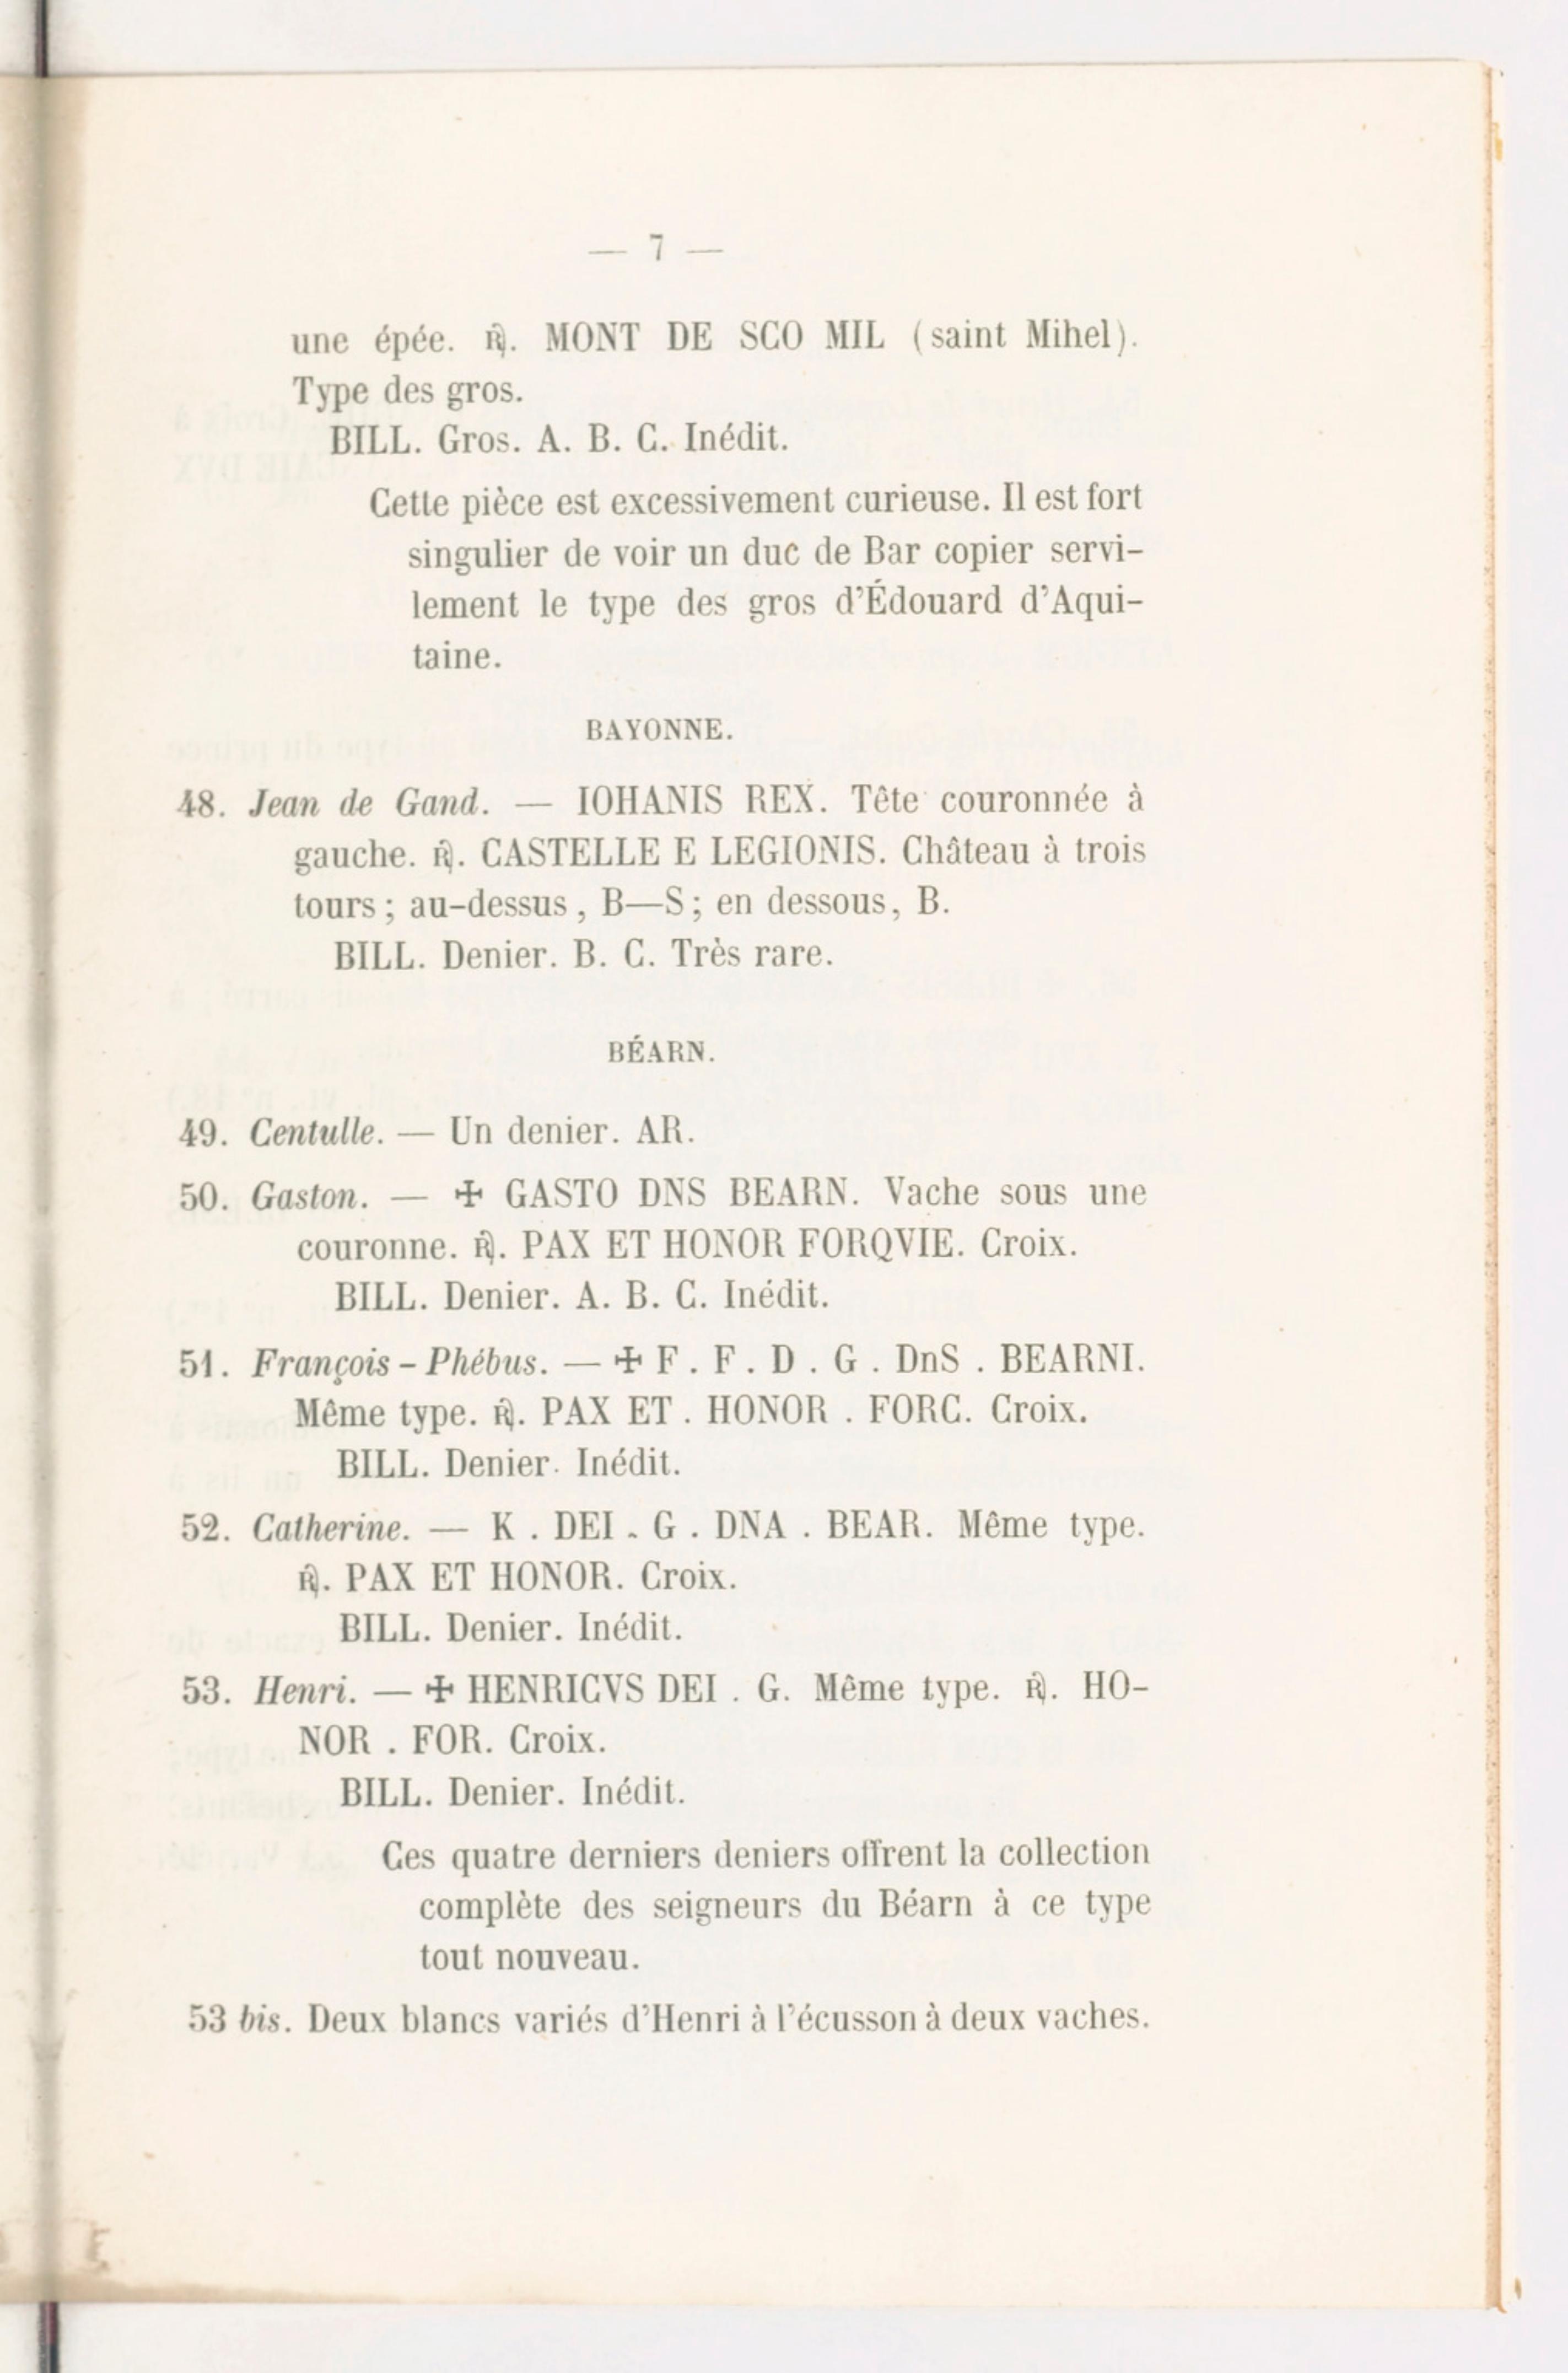 — 7 —
une épée. ℟. MONT DE SCO MIL (saint Mihel).
Type des gros.
BILL. Gros. A. B. C. Inédit.
Cette pièce est excessivement curieuse. Il est fort
singulier de voir un duc de Bar copier servi-
lement le type des gros d'Édouard d'Aqui-
taine.
BAYONNE.
48. Jean de Gand. — IOHANIS REX. Tête couronnée à
gauche. ℟. CASTELLE E LEGIONIS. Château à trois
tours ; au-dessus, B—S ; en dessous, B.
BILL. Denier. B. C. Très rare.
BÉARN.
49. Centulle. — Un denier. AR.
50. Gaston. — ✠ GASTO DNS BEARN. Vache sous une
couronne. ℟. PAX ET HONOR FORQVIE. Croix.
BILL. Denier. A. B. C. Inédit.
51. François-Phébus. — ✠ F . F . D . G . DnS . BEARNI.
Même type. ℟. PAX ET . HONOR . FORC. Croix.
BILL. Denier. Inédit.
52. Catherine. — K . DEI . G . DNA . BEAR. Même type.
℟. PAX ET HONOR. Croix.
BILL. Denier. Inédit.
53. Henri. — ✠ HENRICVS DEI . G. Même type. ℟. HO-
NOR . FOR. Croix.
BILL. Denier. Inédit.
Ces quatre derniers deniers offrent la collection
complète des seigneurs du Béarn à ce type
tout nouveau.
53 bis. Deux blancs variés d'Henri à l'écusson à deux vaches.